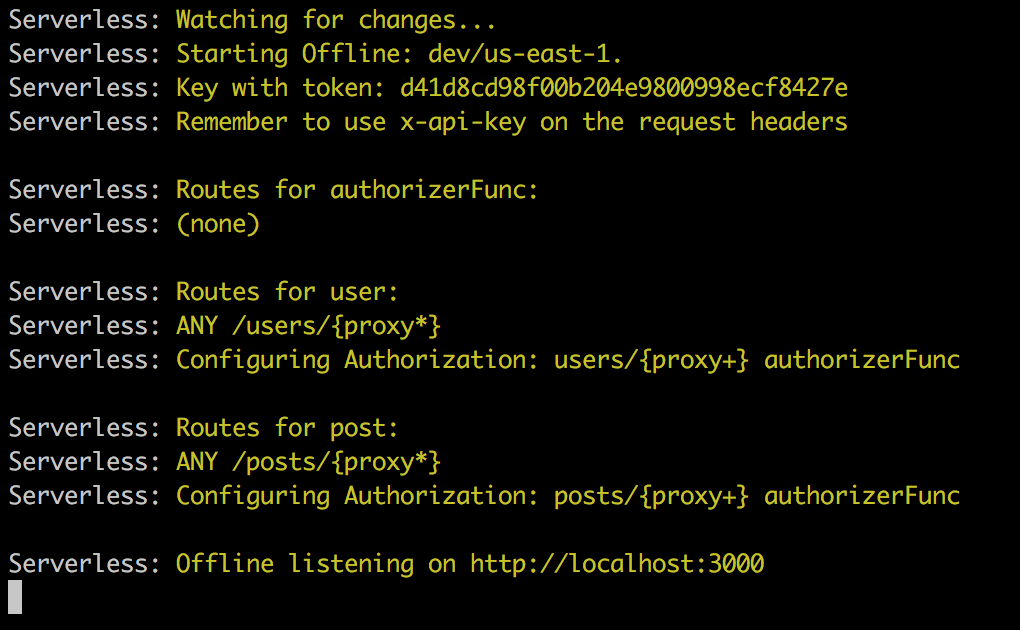 Serverless: Watching for changes...
Serverless: Starting Offline: dev/us-east-1.
Serverless: Key with token: d41d8cd98f00b204e9800998ecf8427e
Serverless: Remember to use x-api-key on the request headers
Serverless: Routes for authorizerFunc:
Serverless: (none)
Serverless: Routes for user:
Serverless: ANY /users/{proxy*}
Serverless: Configuring Authorization: users/{proxy+} authorizerFunc
Serverless: Routes for post:
Serverless: ANY /posts/{proxy*}
Serverless: Configuring Authorization: posts/{proxy+} authorizerFunc
Serverless: Offline listening on http://localhost:3000